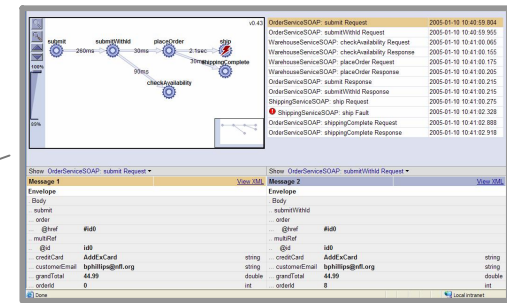 v0.43
submit
submitWithId
placeOrder
ship
260ms
30ms
2.1sec
30ms
shippingComplete
90ms
checkAvailability
100%
89%
OrderServiceSOAP: submit Request 2005-01-10 10:40:59.804
OrderServiceSOAP: submitWithId Request 2005-01-10 10:40:59.955
WarehouseServiceSOAP: checkAvailability Request 2005-01-10 10:41:00.065
WarehouseServiceSOAP: checkAvailability Response 2005-01-10 10:41:00.155
WarehouseServiceSOAP: placeOrder Request 2005-01-10 10:41:00.175
WarehouseServiceSOAP: placeOrder Response 2005-01-10 10:41:00.205
OrderServiceSOAP: submit Response 2005-01-10 10:41:00.215
OrderServiceSOAP: submitWithId Response 2005-01-10 10:41:00.215
ShippingServiceSOAP: ship Request 2005-01-10 10:41:00.275
ShippingServiceSOAP: ship Fault 2005-01-10 10:41:02.328
OrderServiceSOAP: shippingComplete Request 2005-01-10 10:41:02.888
OrderServiceSOAP: shippingComplete Response 2005-01-10 10:41:02.918
Show OrderServiceSOAP: submit Request
Message 1 View XML
Envelope
.. Body
... submit
.... order
..... @href #id0
... multiRef
.... @id id0
.... creditCard AddExCard string
.... customerEmail bphillips@nfl.org string
.... grandTotal 44.99 double
.... orderId 0 int
Show OrderServiceSOAP: submitWithId Request
Message 2 View XML
Envelope
.. Body
... submitWithId
.... order
..... @href #id0
... multiRef
.... @id id0
.... creditCard AddExCard string
.... customerEmail bphillips@nfl.org string
.... grandTotal 44.99 double
.... orderId 8 int
Done
Local intranet